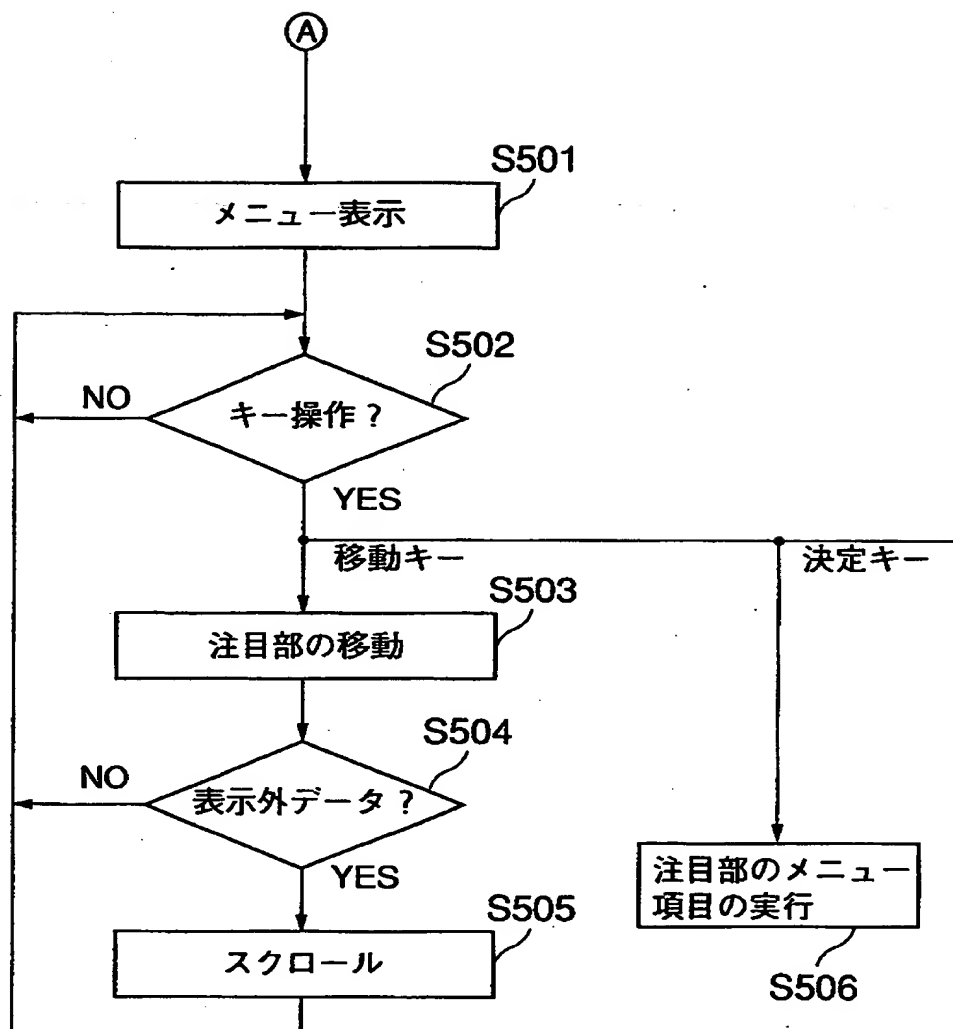 A
S501
メニュー表示
S502
NO
キー操作？
YES
移動キー
決定キー
S503
注目部の移動
S504
NO
表示外データ？
YES
注目部のメニュー
項目の実行
S505
スクロール
S506